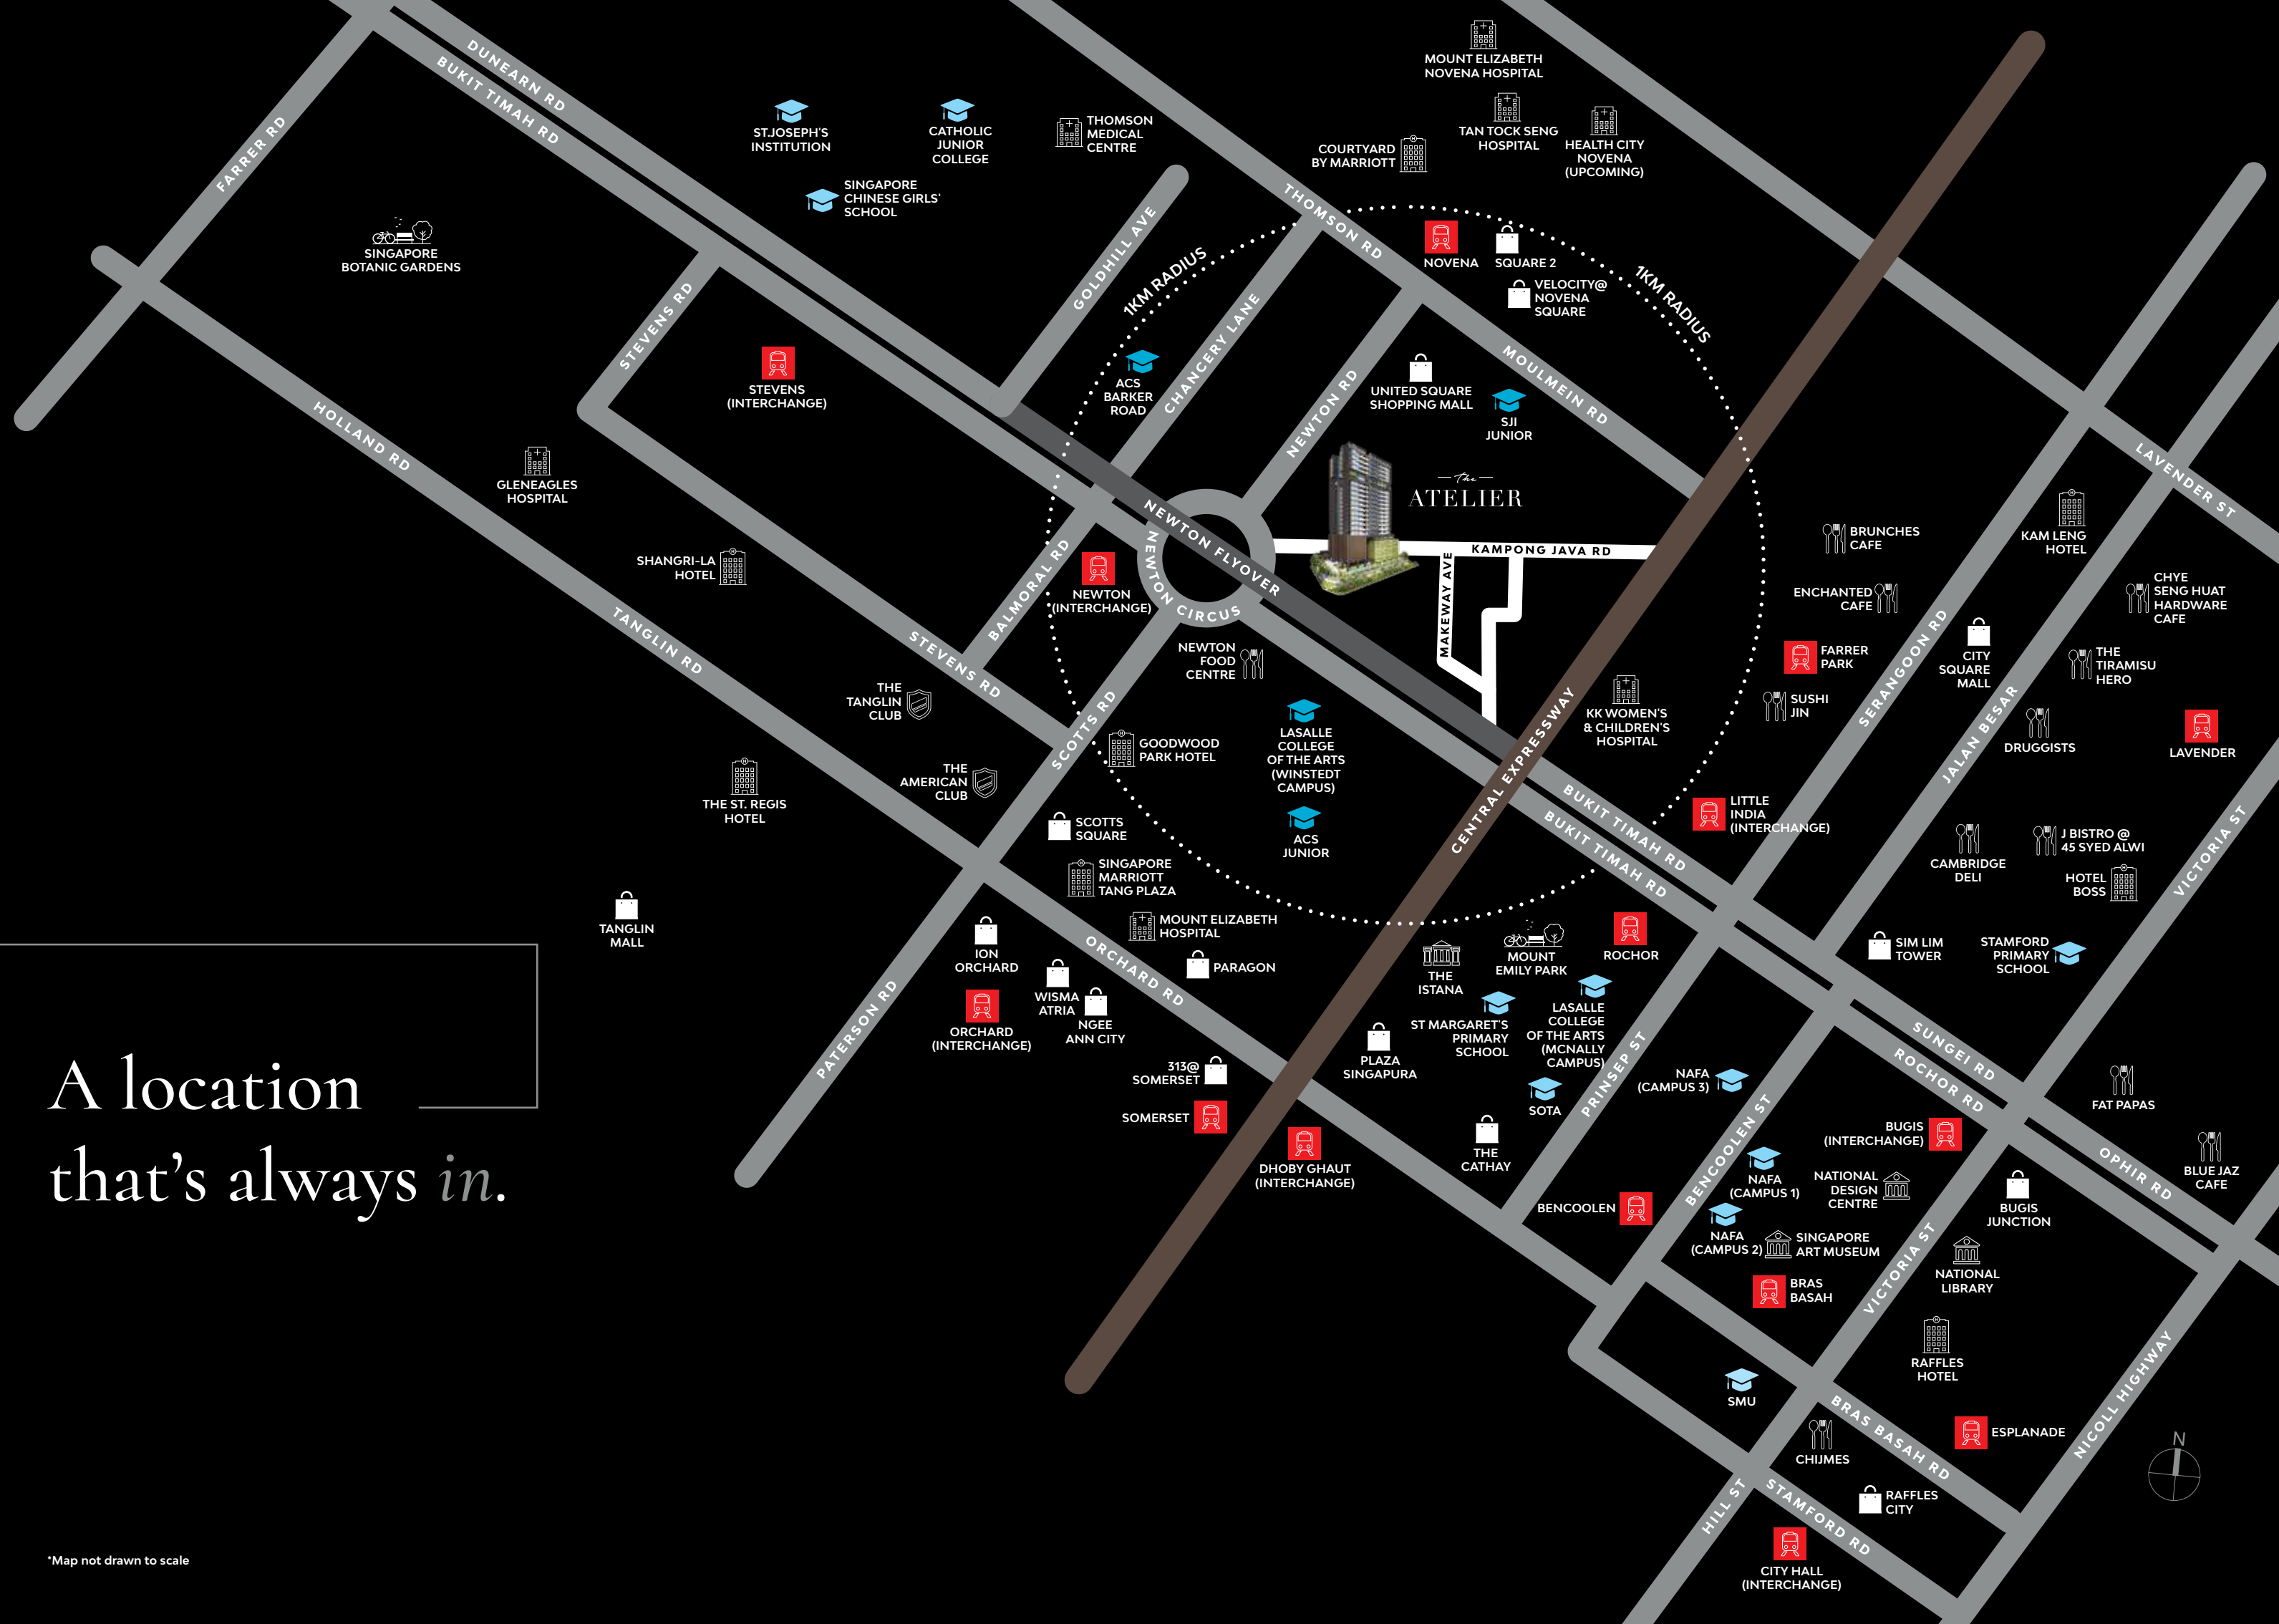 DUNEARN RD
BUKIT TIMAH RD
FARRER RD
SINGAPORE
BOTANIC GARDENS
ST.JOSEPH'S
INSTITUTION
CATHOLIC
JUNIOR
COLLEGE
SINGAPORE
CHINESE GIRLS'
SCHOOL
THOMSON
MEDICAL
CENTRE
GOLDHILL AVE
MOUNT ELIZABETH
NOVENA HOSPITAL
TAN TOCK SENG
HOSPITAL
HEALTH CITY
NOVENA
(UPCOMING)
COURTYARD
BY MARRIOTT
THOMSON RD
NOVENA
SQUARE 2
VELOCITY@
NOVENA
SQUARE
1KM RADIUS
1KM RADIUS
CHANCERY LANE
STEVENS RD
STEVENS
(INTERCHANGE)
ACS
BARKER
ROAD
NEWTON RD
UNITED SQUARE
SHOPPING MALL
SJI
JUNIOR
MOULMEIN RD
HOLLAND RD
GLENEAGLES
HOSPITAL
The
ATELIER
NEWTON FLYOVER
NEWTON CIRCUS
KAMPONG JAVA RD
MAKEWAY AVE
LAVENDER ST
BRUNCHES
CAFE
KAM LENG
HOTEL
SHANGRI-LA
HOTEL
BALMORAL RD
NEWTON
(INTERCHANGE)
ENCHANTED
CAFE
CHYE
SENG HUAT
HARDWARE
CAFE
TANGLIN RD
STEVENS RD
NEWTON
FOOD
CENTRE
FARRER
PARK
SERANGOON RD
CITY
SQUARE
MALL
THE
TIRAMISU
HERO
THE
TANGLIN
CLUB
SCOTTS RD
GOODWOOD
PARK HOTEL
LASALLE
COLLEGE
OF THE ARTS
(WINSTEDT
CAMPUS)
CENTRAL EXPRESSWAY
KK WOMEN'S
& CHILDREN'S
HOSPITAL
SUSHI
JIN
JALAN BESAR
DRUGGISTS
LAVENDER
THE
AMERICAN
CLUB
THE ST. REGIS
HOTEL
SCOTTS
SQUARE
ACS
JUNIOR
BUKIT TIMAH RD
BUKIT TIMAH RD
LITTLE
INDIA
(INTERCHANGE)
CAMBRIDGE
DELI
J BISTRO @
45 SYED ALWI
HOTEL
BOSS
VICTORIA ST
SINGAPORE
MARRIOTT
TANG PLAZA
TANGLIN
MALL
MOUNT ELIZABETH
HOSPITAL
ION
ORCHARD
ORCHARD RD
PARAGON
THE
ISTANA
MOUNT
EMILY PARK
ROCHOR
SIM LIM
TOWER
STAMFORD
PRIMARY
SCHOOL
WISMA
ATRIA
NGEE
ANN CITY
ORCHARD
(INTERCHANGE)
PATERSON RD
313@
SOMERSET
SOMERSET
PLAZA
SINGAPURA
ST MARGARET'S
PRIMARY
SCHOOL
LASALLE
COLLEGE
OF THE ARTS
(MCNALLY
CAMPUS)
SOTA
PRINSEP ST
NAFA
(CAMPUS 3)
SUNGEI RD
ROCHOR RD
FAT PAPAS
A location
that's always in.
DHOBY GHAUT
(INTERCHANGE)
THE
CATHAY
BENCOOLEN ST
BUGIS
(INTERCHANGE)
OPHIR RD
BLUE JAZ
CAFE
BENCOOLEN
NAFA
(CAMPUS 1)
NATIONAL
DESIGN
CENTRE
BUGIS
JUNCTION
NAFA
(CAMPUS 2)
SINGAPORE
ART MUSEUM
VICTORIA ST
NATIONAL
LIBRARY
BRAS
BASAH
RAFFLES
HOTEL
NICOLL HIGHWAY
SMU
BRAS BASAH RD
CHIJMES
ESPLANADE
N
HILL ST
STAMFORD RD
RAFFLES
CITY
CITY HALL
(INTERCHANGE)
*Map not drawn to scale